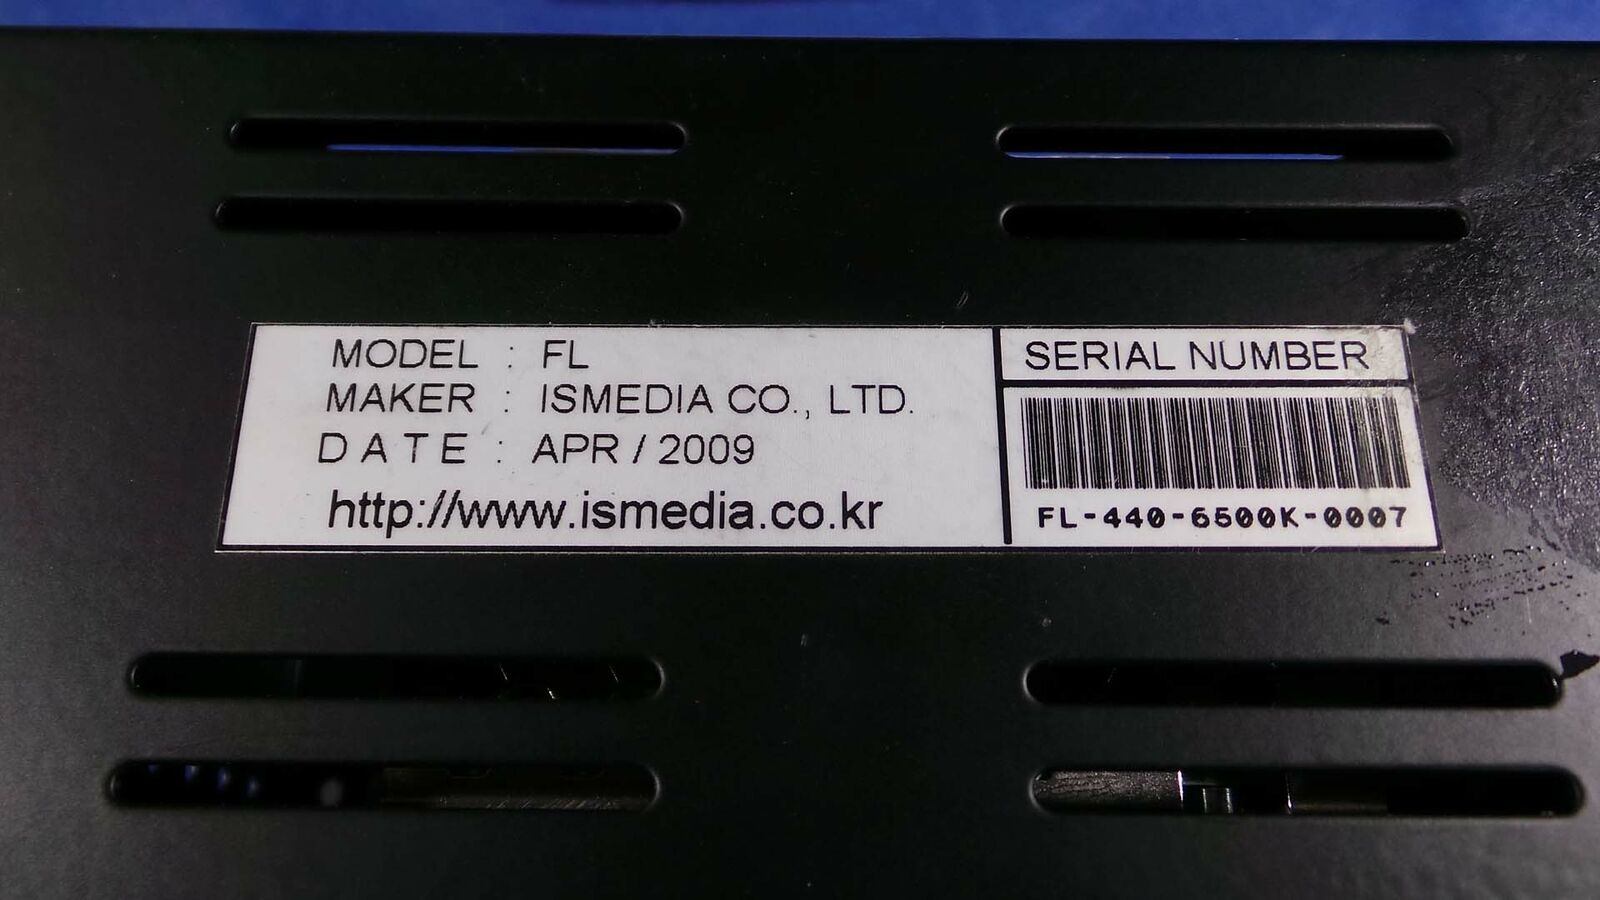 MODEL : FL
MAKER : ISMEDIA CO., LTD.
DATE : APR / 2009
http://www.ismedia.co.kr
SERIAL NUMBER
FL-440-6500K-0007